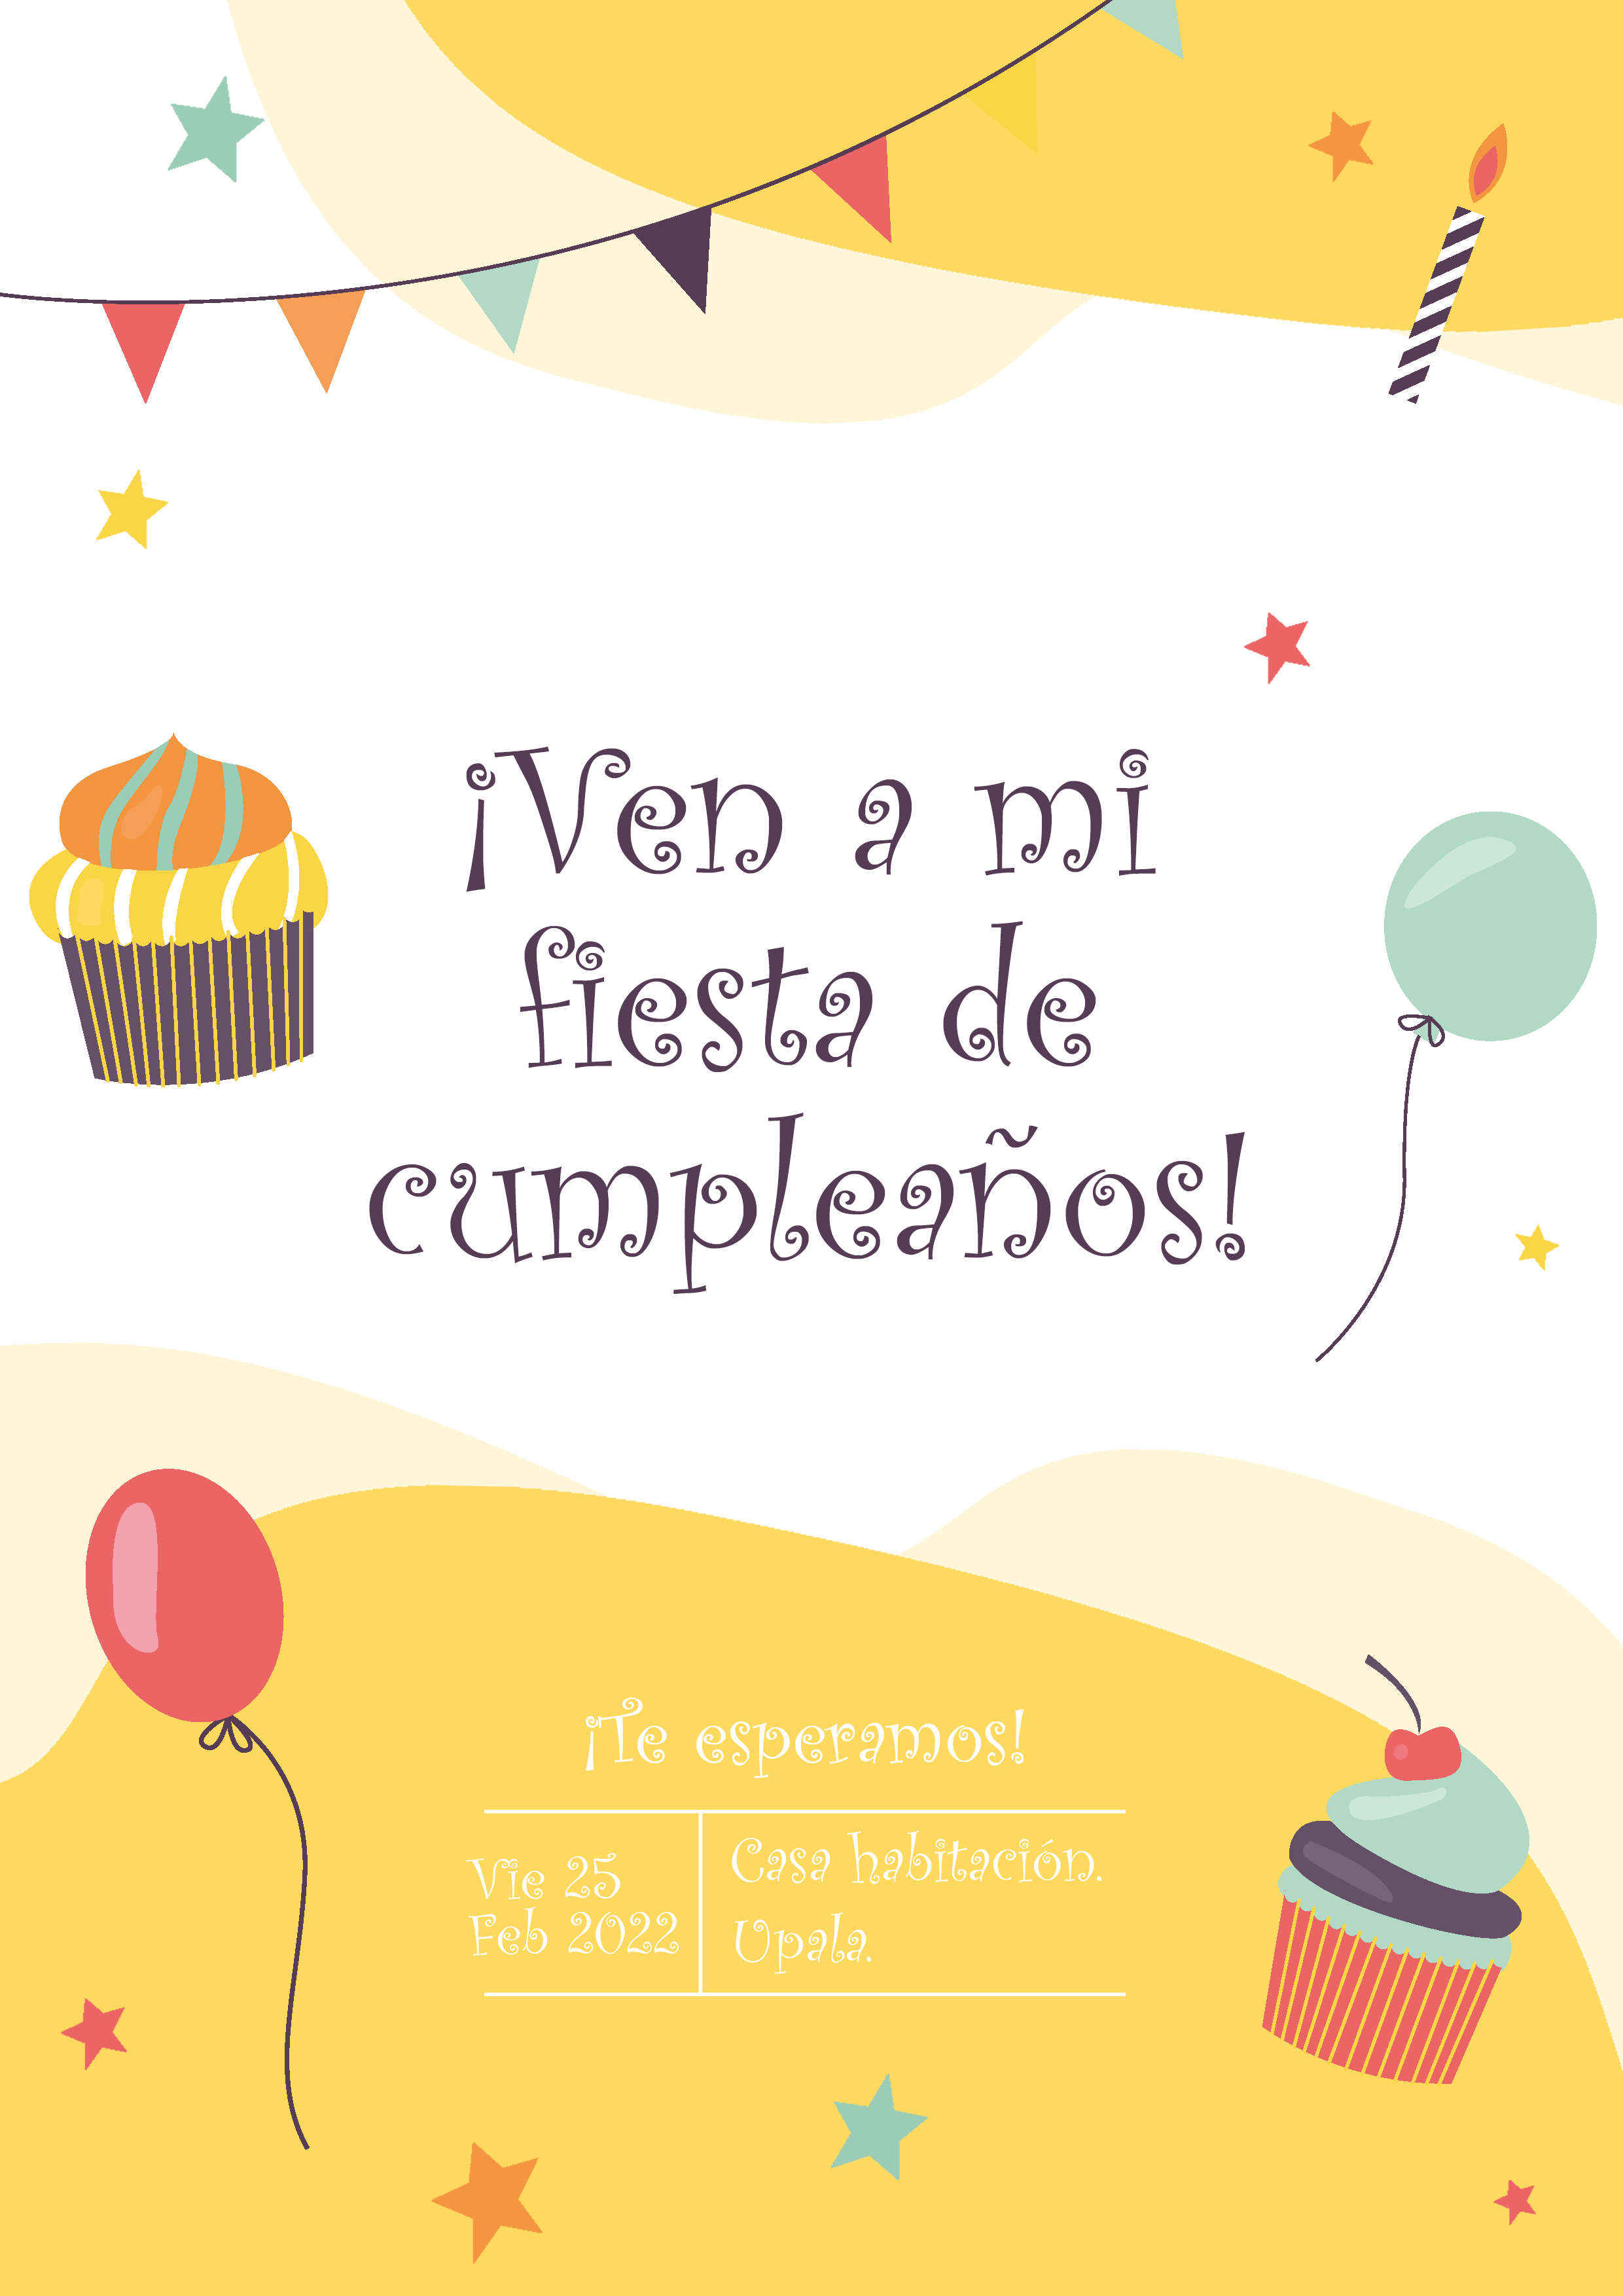 ¡Ven a mi
fiesta de
cumpleaños!
¡Te esperamos!
Vie 25
Feb 2022
Casa habitación.
Upala.